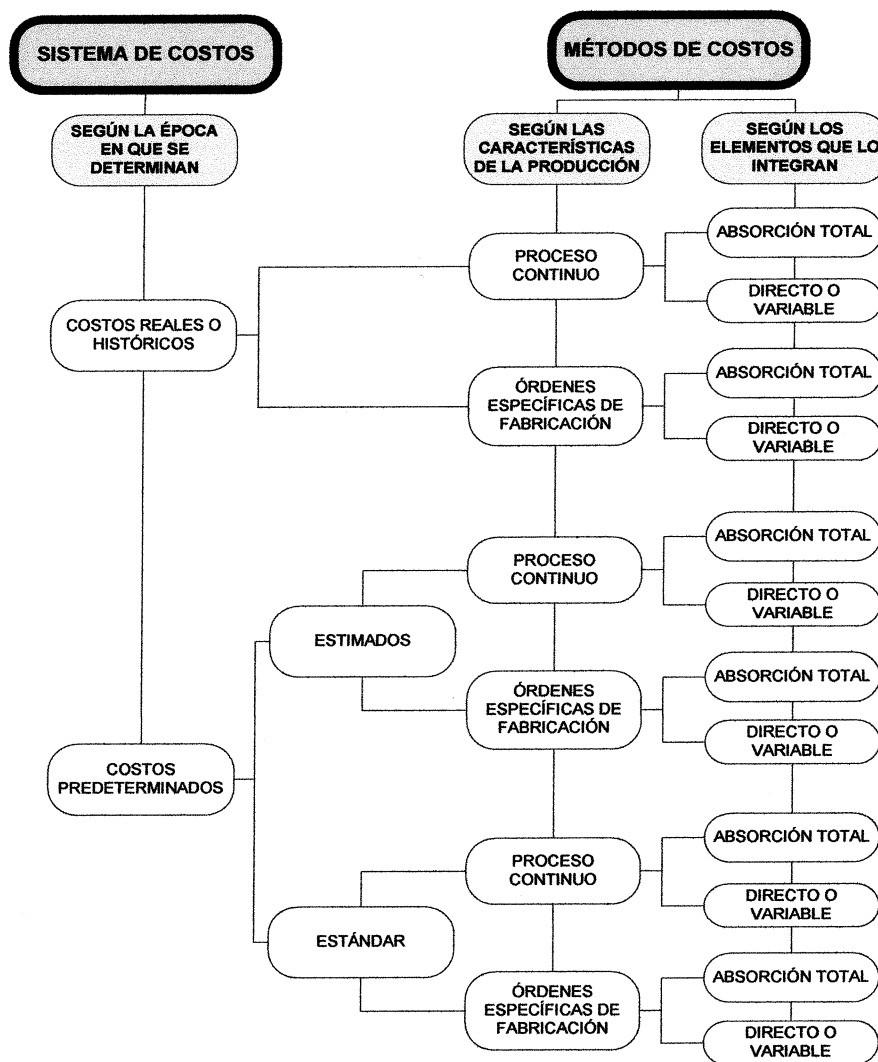 SISTEMA DE COSTOS
MÉTODOS DE COSTOS
SEGÚN LA ÉPOCA
EN QUE SE
DETERMINAN
SEGÚN LAS
CARACTERÍSTICAS
DE LA PRODUCCIÓN
SEGÚN LOS
ELEMENTOS QUE LO
INTEGRAN
COSTOS REALES O
HISTÓRICOS
PROCESO
CONTINUO
ABSORCIÓN TOTAL
DIRECTO O
VARIABLE
ÓRDENES
ESPECÍFICAS DE
FABRICACIÓN
ABSORCIÓN TOTAL
DIRECTO O
VARIABLE
COSTOS
PREDETERMINADOS
ESTIMADOS
PROCESO
CONTINUO
ABSORCIÓN TOTAL
DIRECTO O
VARIABLE
ÓRDENES
ESPECÍFICAS DE
FABRICACIÓN
ABSORCIÓN TOTAL
DIRECTO O
VARIABLE
ESTÁNDAR
PROCESO
CONTINUO
ABSORCIÓN TOTAL
DIRECTO O
VARIABLE
ÓRDENES
ESPECÍFICAS DE
FABRICACIÓN
ABSORCIÓN TOTAL
DIRECTO O
VARIABLE